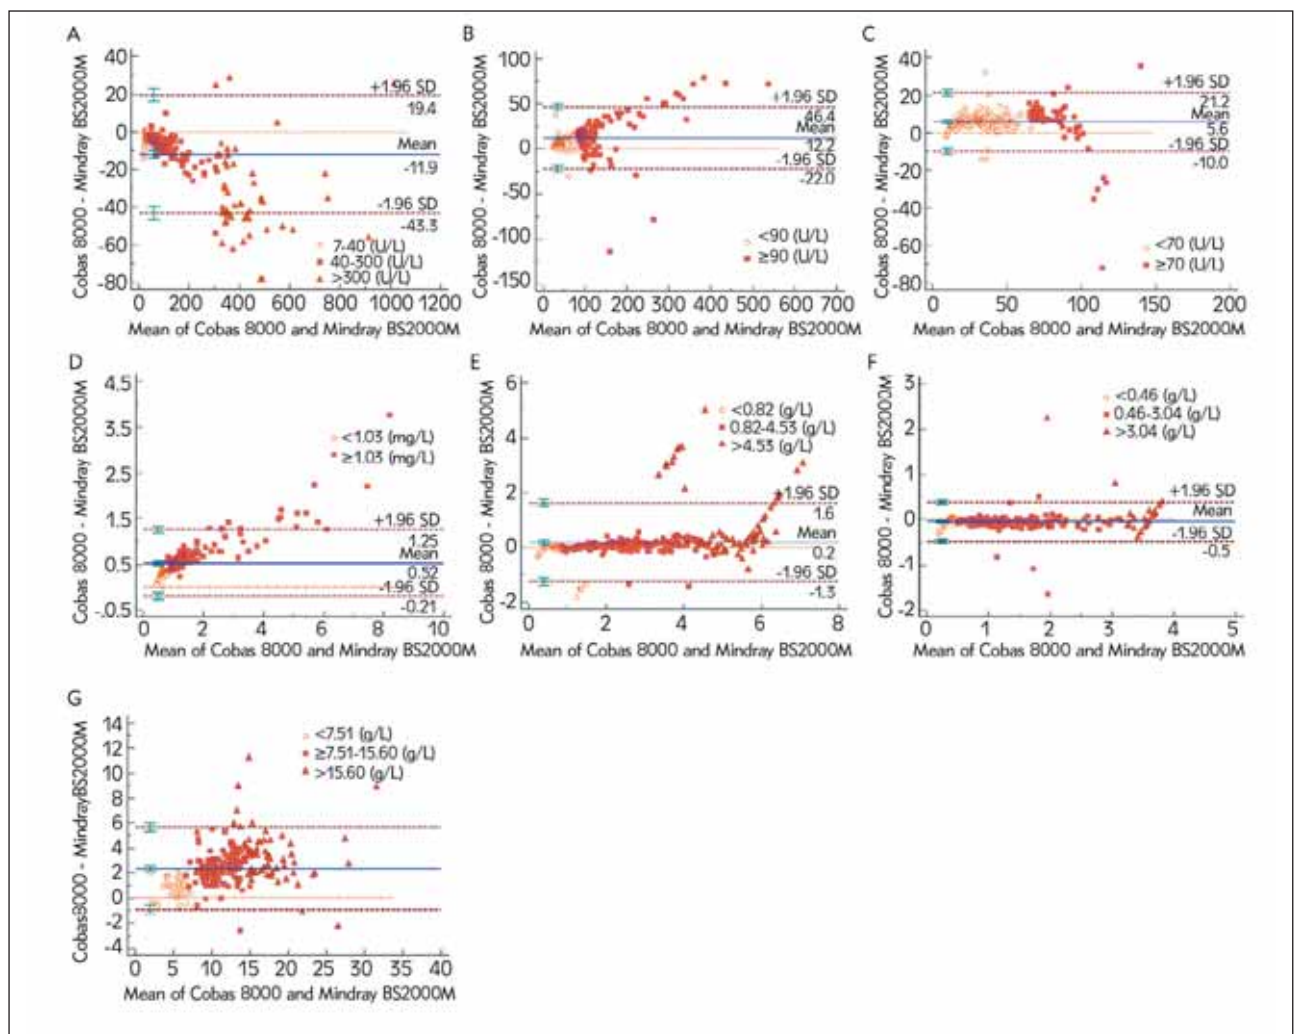 A
Cobas 8000 - Mindray BS2000M
40
20
0
-20
-40
-60
-80
+1.96 SD
19.4
Mean
-11.9
-1.96 SD
-43.3
7-40 (U/L)
40-300 (U/L)
>300 (U/L)
0 200 400 600 800 1000 1200
Mean of Cobas 8000 and Mindray BS2000M
B
Cobas 8000 - Mindray BS2000M
100
50
0
-50
-100
-150
+1.96 SD
46.4
Mean
12.2
-1.96 SD
-22.0
<90 (U/L)
≥90 (U/L)
0 100 200 300 400 500 600 700
Mean of Cobas 8000 and Mindray BS2000M
C
Cobas 8000 - Mindray BS2000M
40
20
0
-20
-40
-60
-80
+1.96 SD
21.2
Mean
5.6
-1.96 SD
-10.0
<70 (U/L)
≥70 (U/L)
0 50 100 150 200
Mean of Cobas 8000 and Mindray BS2000M
D
Cobas 8000 - Mindray BS2000M
4.5
3.5
2.5
1.5
0.5
-0.5
<1.03 (mg/L)
≥1.03 (mg/L)
+1.96 SD
1.25
Mean
0.52
-1.96 SD
-0.21
0 2 4 6 8 10
Mean of Cobas 8000 and Mindray BS2000M
E
Cobas 8000 - Mindray BS2000M
6
4
2
0
-2
<0.82 (g/L)
0.82-4.53 (g/L)
>4.53 (g/L)
+1.96 SD
1.6
Mean
0.2
-1.96 SD
-1.3
0 2 4 6 8
Mean of Cobas 8000 and Mindray BS2000M
F
Cobas 8000 - Mindray BS2000M
3
2
1
0
-1
-2
<0.46 (g/L)
0.46-3.04 (g/L)
>3.04 (g/L)
+1.96 SD
Mean
-1.96 SD
-0.5
0 1 2 3 4 5
Mean of Cobas 8000 and Mindray BS2000M
G
Cobas8000 - MindrayBS2000M
14
12
10
8
6
4
2
0
-2
-4
<7.51 (g/L)
≥7.51-15.60 (g/L)
>15.60 (g/L)
0 5 10 15 20 25 30 35 40
Mean of Cobas 8000 and Mindray BS2000M